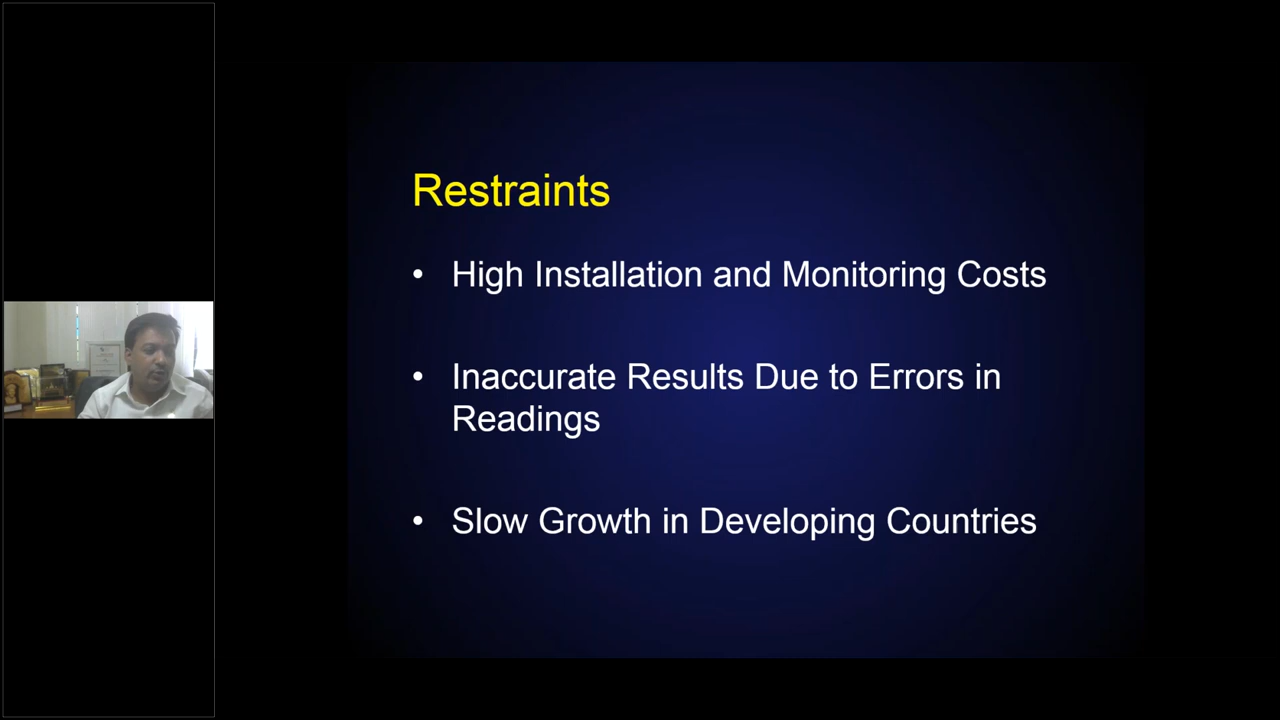 Restraints
• High Installation and Monitoring Costs
• Inaccurate Results Due to Errors in
Readings
• Slow Growth in Developing Countries